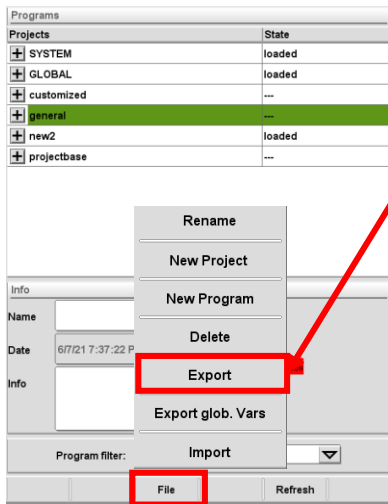 Programs
Projects State
SYSTEM loaded
GLOBAL loaded
customized ---
general ---
new2 loaded
projectbase ---
Rename
New Project
New Program
Delete
Export
Export glob. Vars
Import
Info
Name
Date 6/7/21 7:37:22 P
Info
Program filter:
File Refresh